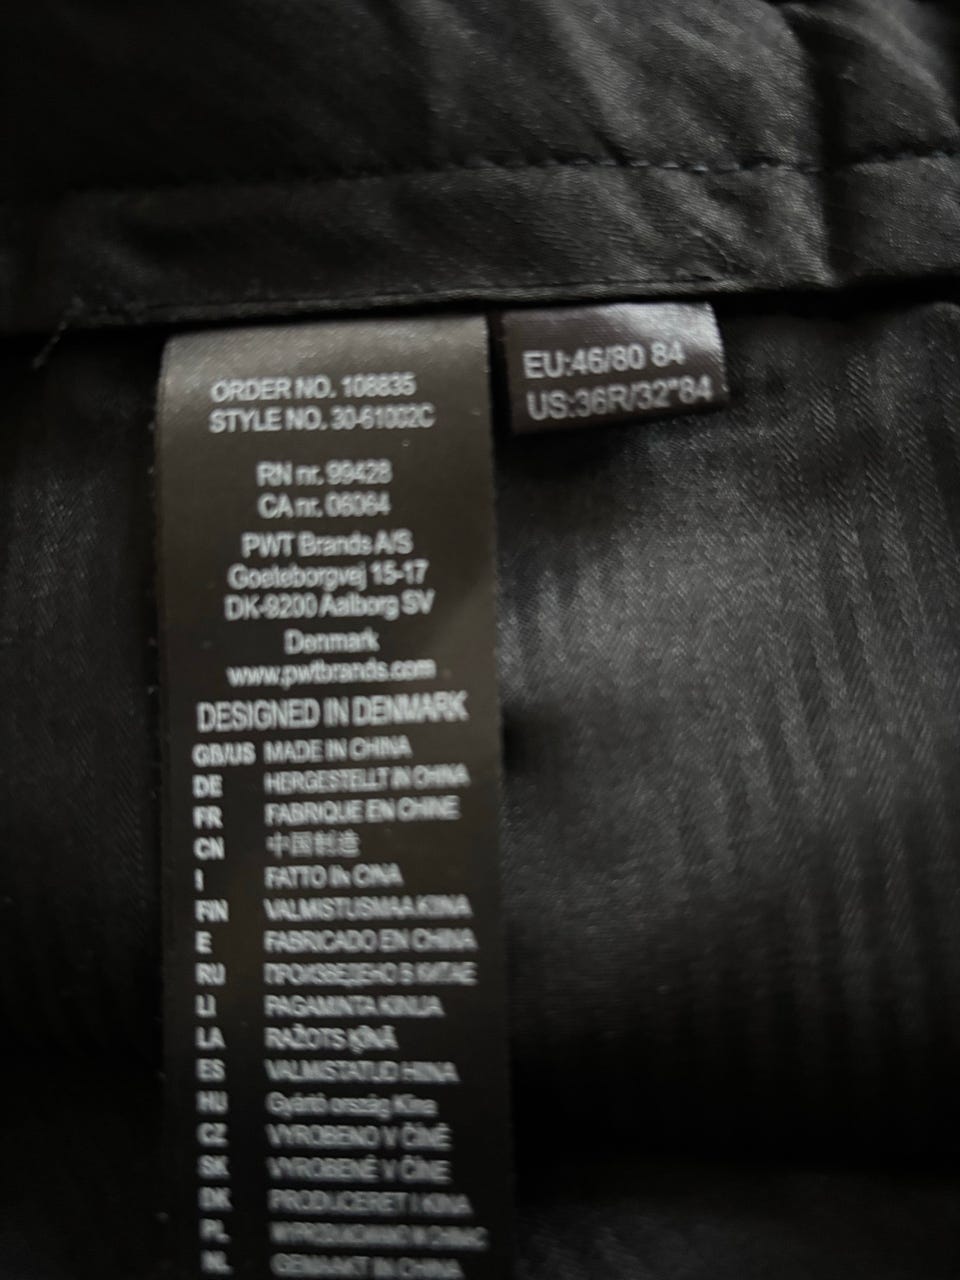 ORDER NO. 108835
STYLE NO. 30-61002C
RN nr. 99428
CA nr. 06064
PWT Brands A/S
Goeteborgvej 15-17
DK-9200 Aalborg SV
Denmark
www.pwtbrands.com
DESIGNED IN DENMARK
GB/US MADE IN CHINA
DE HERGESTELLT IN CHINA
FR FABRIQUE EN CHINE
CN 中国制造
I FATTO IN CINA
FIN VALMISTUSMAA KIINA
E FABRICADO EN CHINA
RU ПРОИЗВЕДЕНО В КИТАЕ
LI PAGAMINTA KINIJA
LA RAŽOTS ĶĪNĀ
ES VALMISTATUD HIINA
HU Gyártó ország Kína
CZ VYROBENO V ČÍNĚ
SK VYROBENÉ V ČÍNE
DK PRODUCERET I KINA
PL
NL GEMAAKT IN CHINA
EU:46/80 84
US:36R/32"84